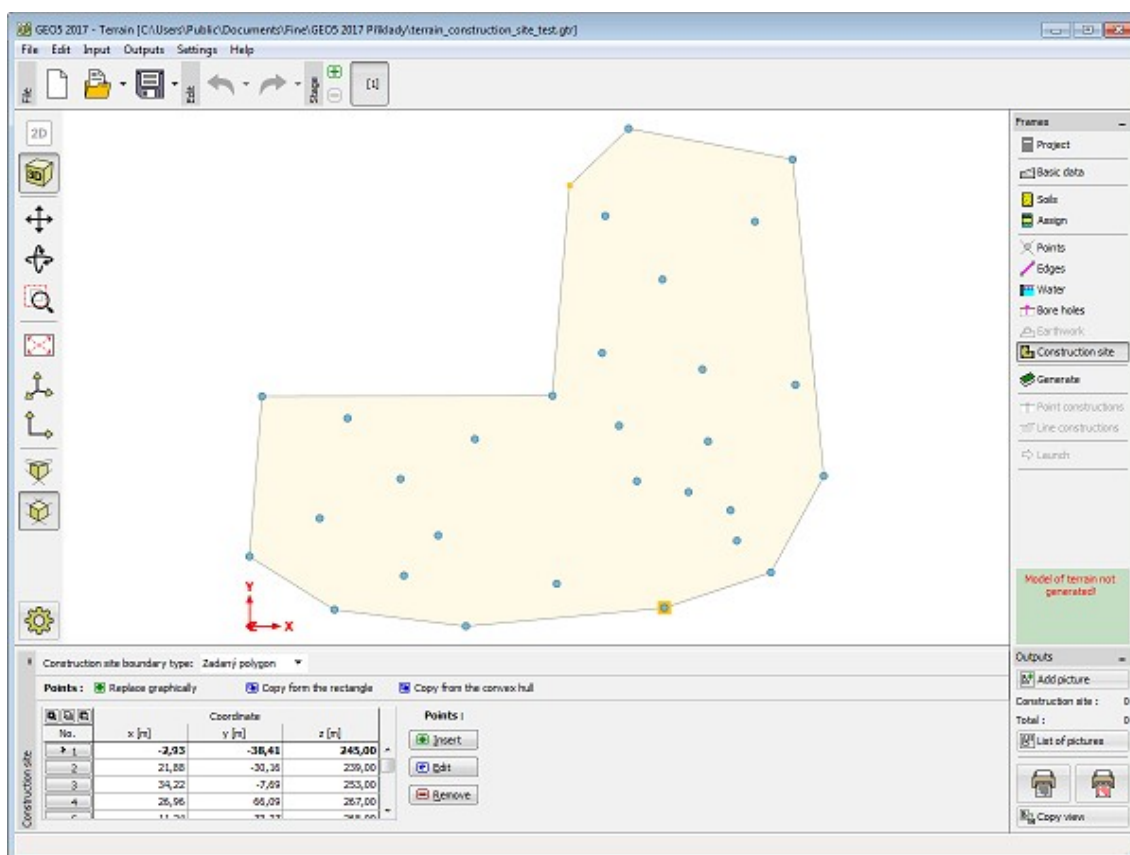 GEO5 2017 - Terrain [C:\Users\Public\Documents\Fine\GEO5 2017 Příklady\terrain_construction_site_test.gtr]
File Edit Input Outputs Settings Help
File
Edit
Stage
[1]
2D
3D
Y
X
Frames
Project
Basic data
Soils
Assign
Points
Edges
Water
Bore holes
Earthwork
Construction site
Generate
Point constructions
Line constructions
Launch
Model of terrain not
generated!
Outputs
Add picture
Construction site : 0
Total : 0
List of pictures
Copy view
Construction site
Construction site boundary type: Zadaný polygon
Points : Replace graphically Copy form the rectangle Copy from the convex hull
Coordinate
No. x [m] y [m] z [m]
1 -2,93 -38,41 245,00
2 21,88 -30,16 239,00
3 34,22 -7,69 253,00
4 26,96 66,09 267,00
Points :
Insert
Edit
Remove